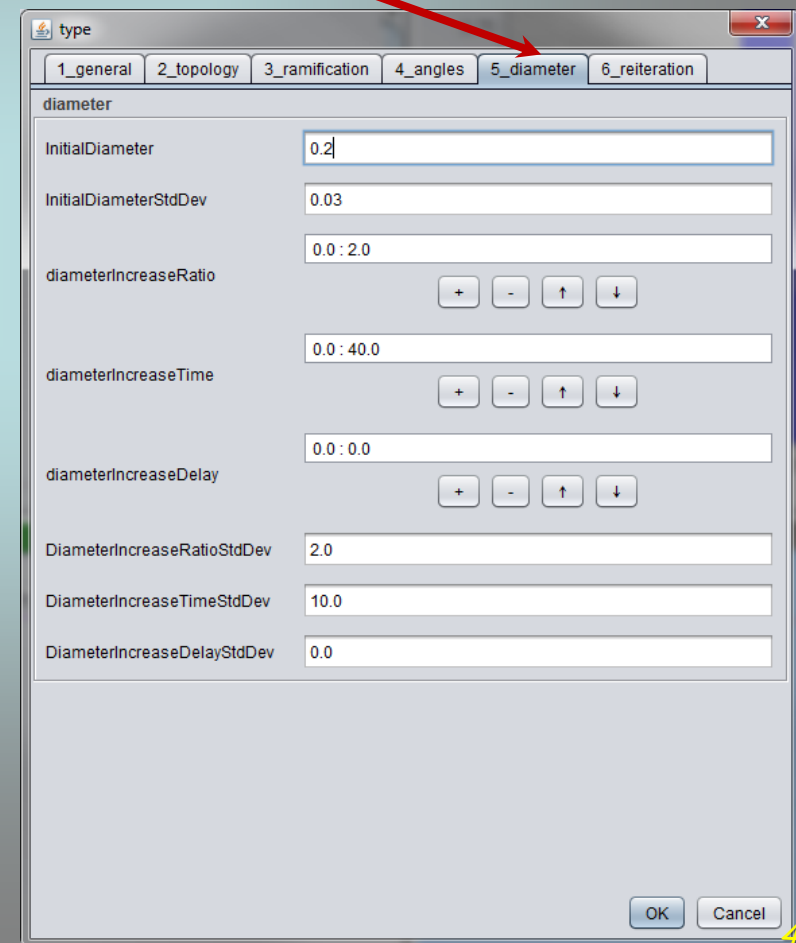 type
X
1_general 2_topology 3_ramification 4_angles 5_diameter 6_reiteration
diameter
InitialDiameter 0.2
InitialDiameterStdDev 0.03
0.0 : 2.0
diameterIncreaseRatio
+ - ↑ ↓
0.0 : 40.0
diameterIncreaseTime
+ - ↑ ↓
0.0 : 0.0
diameterIncreaseDelay
+ - ↑ ↓
DiameterIncreaseRatioStdDev 2.0
DiameterIncreaseTimeStdDev 10.0
DiameterIncreaseDelayStdDev 0.0
OK Cancel